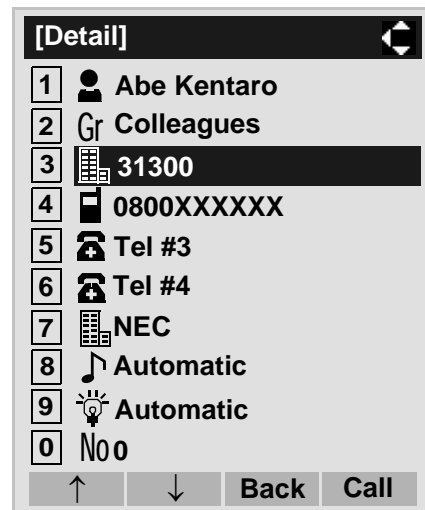 [Detail]
1 Abe Kentaro
2 Gr Colleagues
3 31300
4 0800XXXXXX
5 Tel #3
6 Tel #4
7 NEC
8 Automatic
9 Automatic
0 No 0
↑ ↓ Back Call